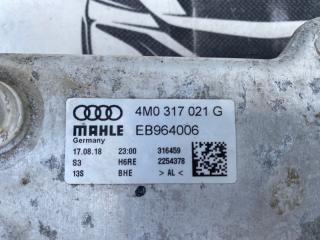 4M0 317 021 G
MAHLE EB964006
Germany
17.08.18 23:00 316459
S3 H6RE 2254378
13S BHE > AL <